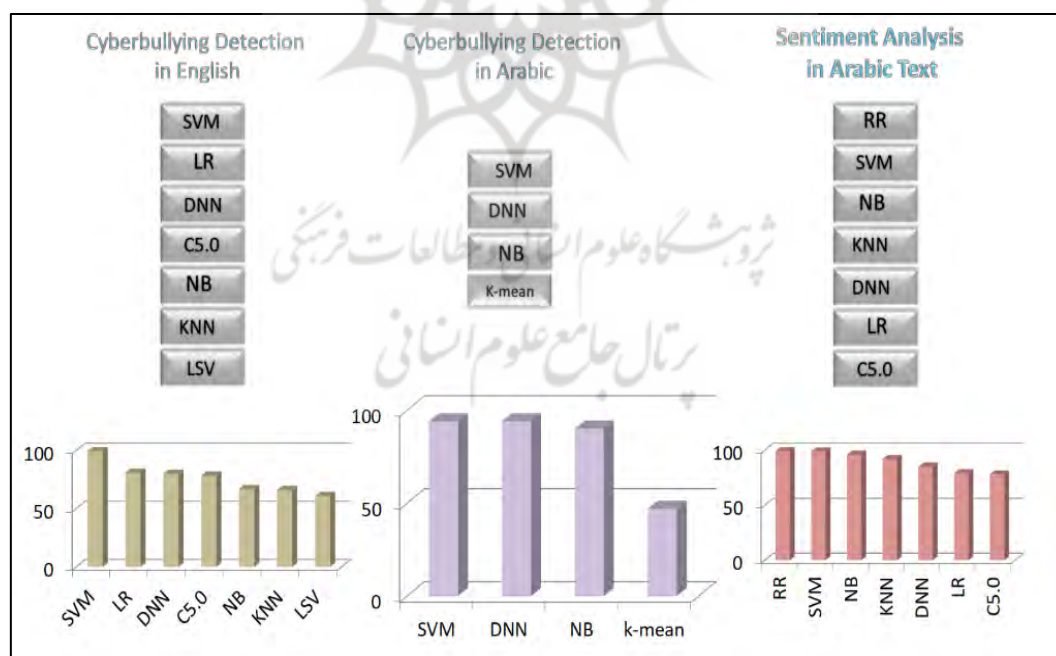 Cyberbullying Detection
in English
SVM
LR
DNN
C5.0
NB
KNN
LSV
Cyberbullying Detection
in Arabic
SVM
DNN
NB
K-mean
Sentiment Analysis
in Arabic Text
RR
SVM
NB
KNN
DNN
LR
C5.0
پژوهشگاه علوم انسانی و مطالعات فرهنگی
پرتال جامع علوم انسانی
100
50
0
SVM
LR
DNN
C5.0
NB
KNN
LSV
100
50
0
SVM
DNN
NB
k-mean
100
50
0
RR
SVM
NB
KNN
DNN
LR
C5.0